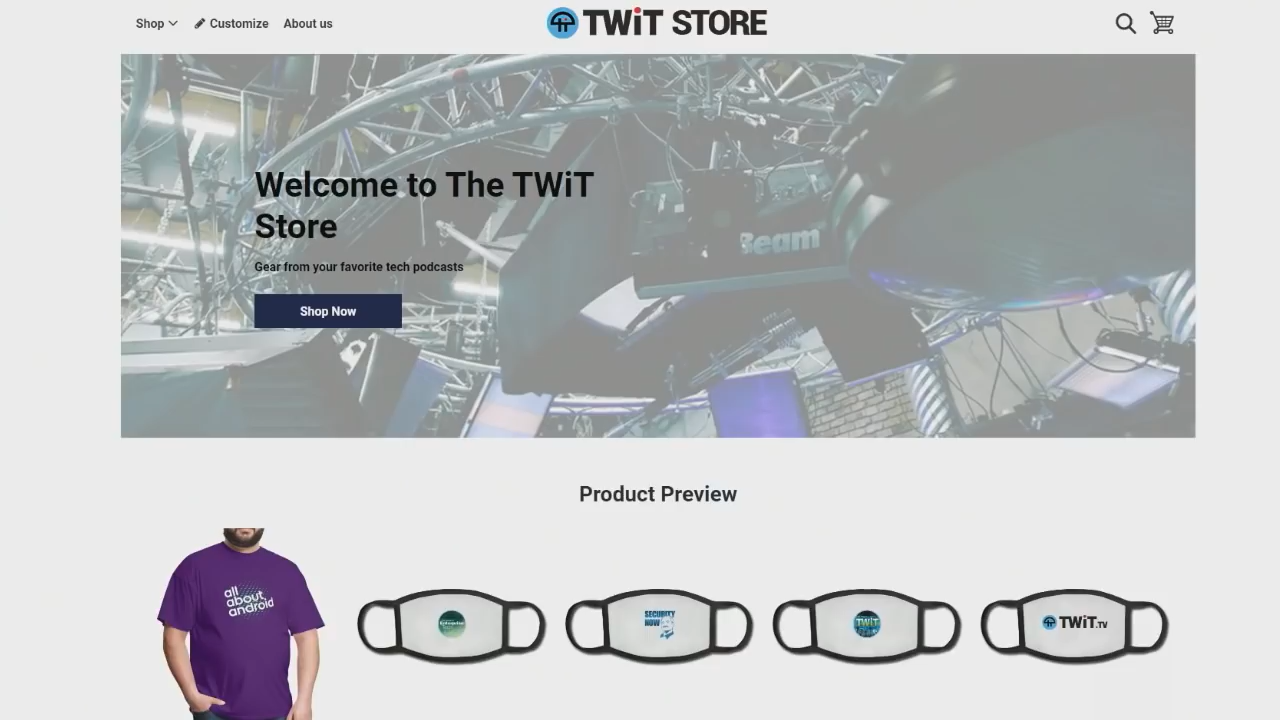 Shop
Customize
About us
TWiT STORE
Beam
Welcome to The TWiT
Store
Gear from your favorite tech podcasts
Shop Now
Product Preview
all
about
android
SECURITY
NOW
TWiT
TWiT.TV